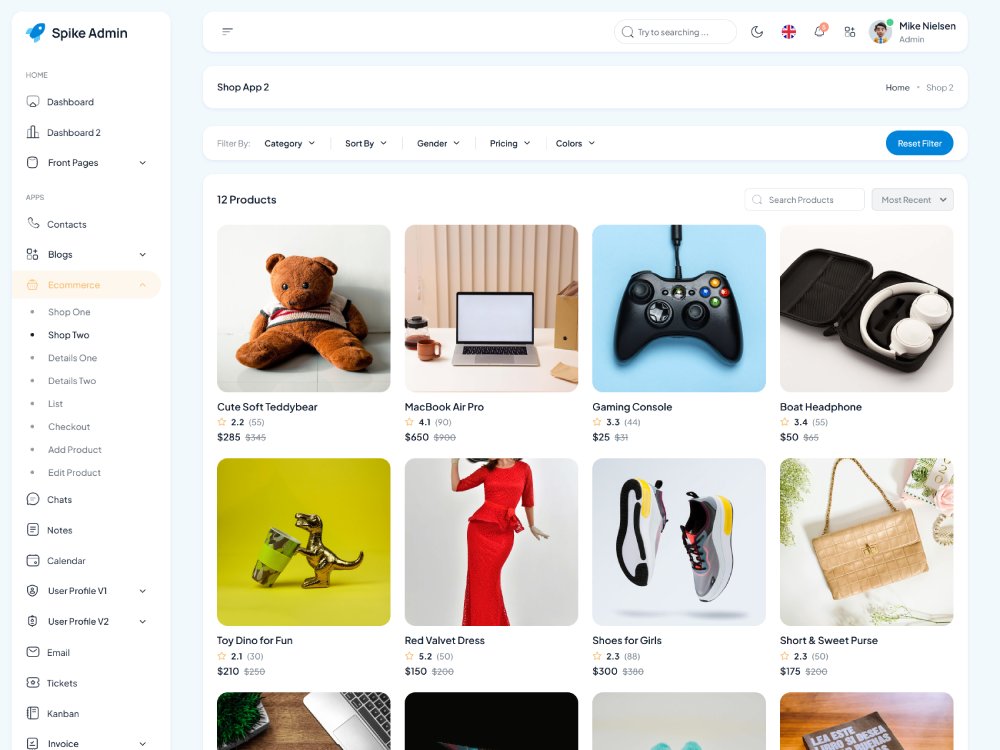 Spike Admin
HOME
Dashboard
Dashboard 2
Front Pages
APPS
Contacts
Blogs
Ecommerce
Shop One
Shop Two
Details One
Details Two
List
Checkout
Add Product
Edit Product
Chats
Notes
Calendar
User Profile V1
User Profile V2
Email
Tickets
Kanban
Invoice
Try to searching ...
Mike Nielsen
Admin
Shop App 2
Home • Shop 2
Filter By: Category Sort By Gender Pricing Colors Reset Filter
12 Products
Search Products
Most Recent
Cute Soft Teddybear
2.2 (55)
$285 $345
MacBook Air Pro
4.1 (90)
$650 $900
Gaming Console
3.3 (44)
$25 $31
Boat Headphone
3.4 (55)
$50 $65
Toy Dino for Fun
2.1 (30)
$210 $250
Red Valvet Dress
5.2 (50)
$150 $200
Shoes for Girls
2.3 (88)
$300 $380
Short & Sweet Purse
2.3 (50)
$175 $200
LEA ESTE